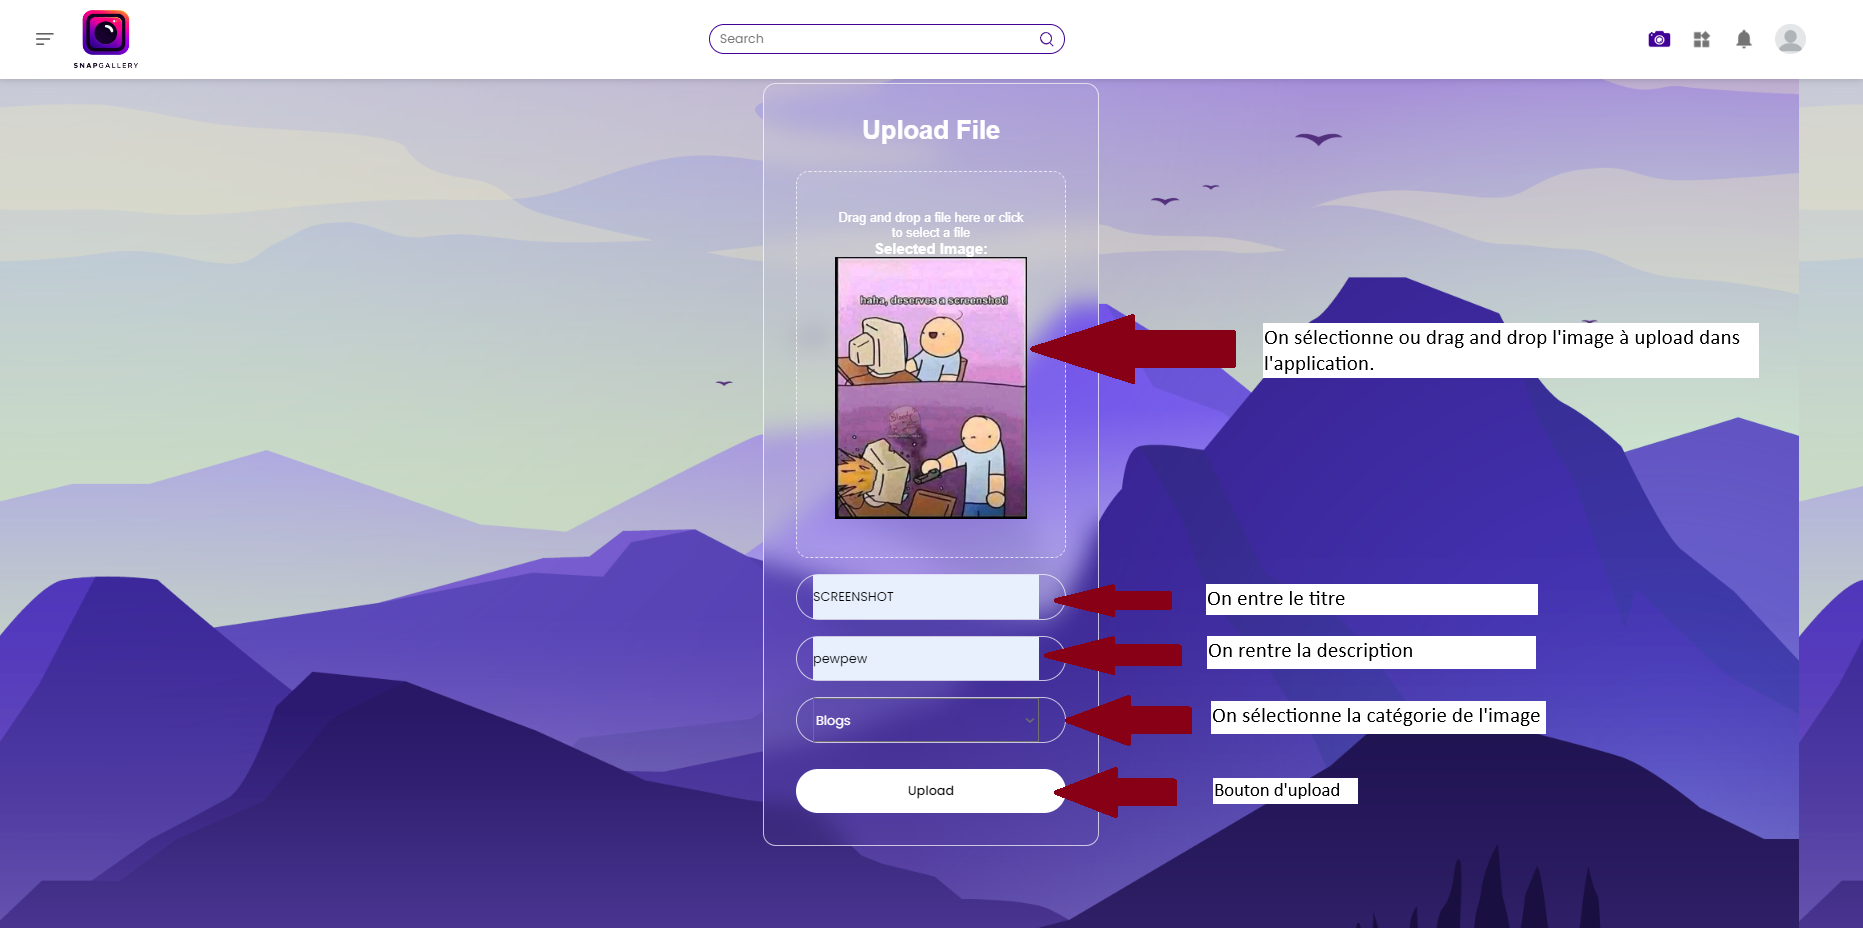 SNAPGALLERY
Search
Upload File
Drag and drop a file here or click
to select a file
Selected Image:
haha, deserves a screenshot!
On sélectionne ou drag and drop l'image à upload dans
l'application.
SCREENSHOT
On entre le titre
pewpew
On rentre la description
Blogs
On sélectionne la catégorie de l'image
Upload
Bouton d'upload